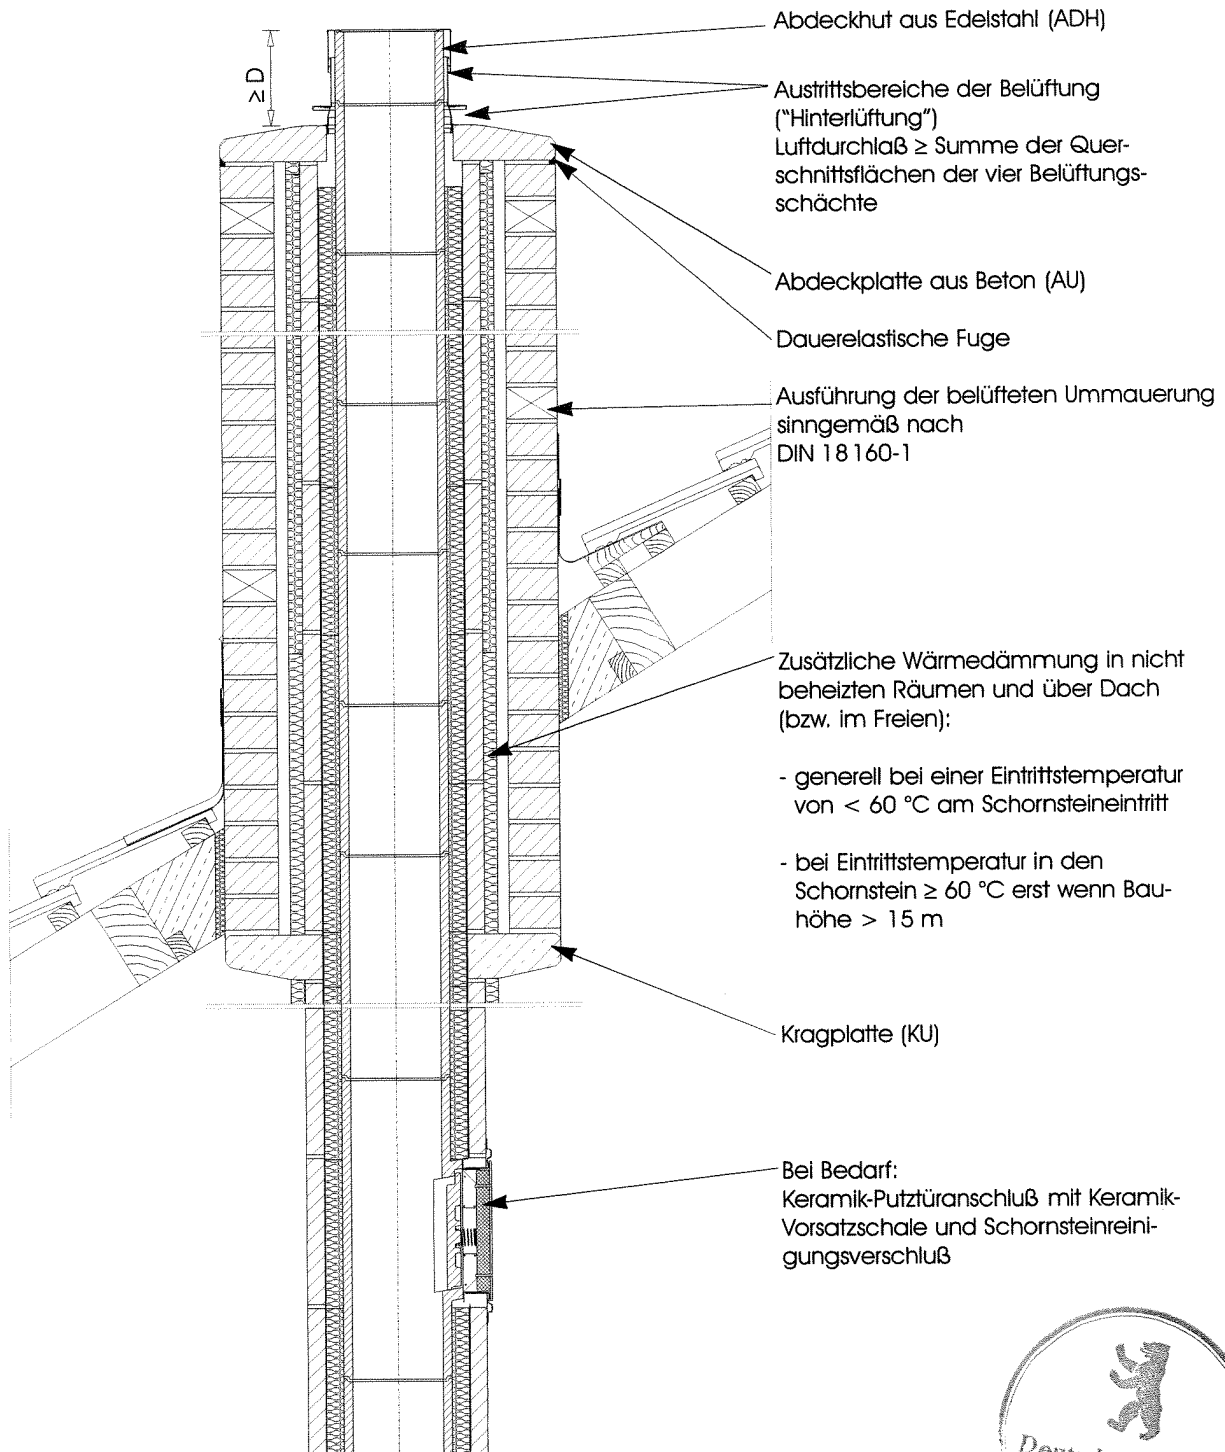 Abdeckhut aus Edelstahl (ADH)
≥D
Austrittsbereiche der Belüftung
("Hinterlüftung")
Luftdurchlaß ≥ Summe der Quer-
schnittsflächen der vier Belüftungs-
schächte
Abdeckplatte aus Beton (AU)
Dauerelastische Fuge
Ausführung der belüfteten Ummauerung
sinngemäß nach
DIN 18160-1
Zusätzliche Wärmedämmung in nicht
beheizten Räumen und über Dach
(bzw. im Freien):
- generell bei einer Eintrittstemperatur
von < 60 °C am Schornsteineintritt
- bei Eintrittstemperatur in den
Schornstein ≥ 60 °C erst wenn Bau-
höhe > 15 m
Kragplatte (KU)
Bei Bedarf:
Keramik-Putztüranschluß mit Keramik-
Vorsatzschale und Schornsteinreini-
gungsverschluß